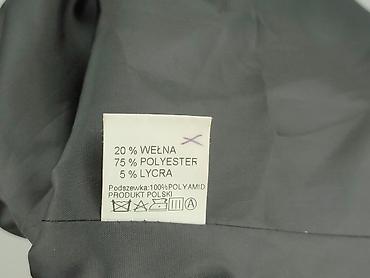 20 % WEŁNA
75 % POLYESTER
5 % LYCRA
Podszewka:100%POLYAMID
PRODUKT POLSKI
A